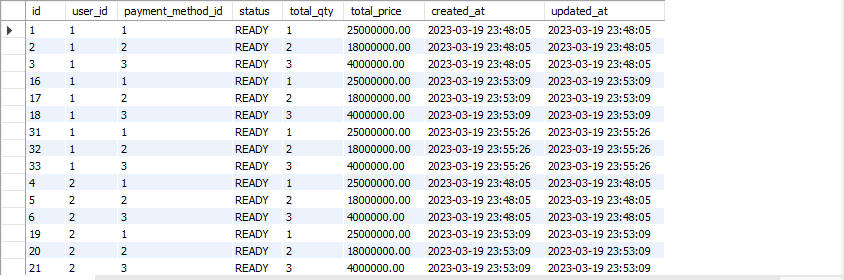 id user_id payment_method_id status total_qty total_price created_at updated_at
1 1 1 READY 1 25000000.00 2023-03-19 23:48:05 2023-03-19 23:48:05
2 1 2 READY 2 18000000.00 2023-03-19 23:48:05 2023-03-19 23:48:05
3 1 3 READY 3 4000000.00 2023-03-19 23:48:05 2023-03-19 23:48:05
16 1 1 READY 1 25000000.00 2023-03-19 23:53:09 2023-03-19 23:53:09
17 1 2 READY 2 18000000.00 2023-03-19 23:53:09 2023-03-19 23:53:09
18 1 3 READY 3 4000000.00 2023-03-19 23:53:09 2023-03-19 23:53:09
31 1 1 READY 1 25000000.00 2023-03-19 23:55:26 2023-03-19 23:55:26
32 1 2 READY 2 18000000.00 2023-03-19 23:55:26 2023-03-19 23:55:26
33 1 3 READY 3 4000000.00 2023-03-19 23:55:26 2023-03-19 23:55:26
4 2 1 READY 1 25000000.00 2023-03-19 23:48:05 2023-03-19 23:48:05
5 2 2 READY 2 18000000.00 2023-03-19 23:48:05 2023-03-19 23:48:05
6 2 3 READY 3 4000000.00 2023-03-19 23:48:05 2023-03-19 23:48:05
19 2 1 READY 1 25000000.00 2023-03-19 23:53:09 2023-03-19 23:53:09
20 2 2 READY 2 18000000.00 2023-03-19 23:53:09 2023-03-19 23:53:09
21 2 3 READY 3 4000000.00 2023-03-19 23:53:09 2023-03-19 23:53:09